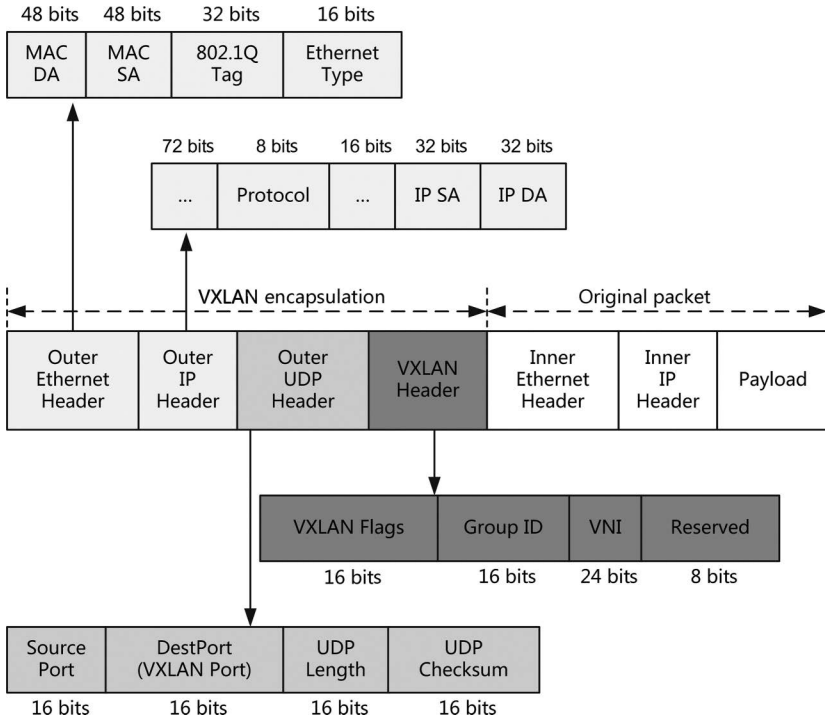 48 bits 48 bits 32 bits 16 bits
MAC DA MAC SA 802.1Q Tag Ethernet Type
72 bits 8 bits 16 bits 32 bits 32 bits
... Protocol ... IP SA IP DA
VXLAN encapsulation Original packet
Outer Ethernet Header Outer IP Header Outer UDP Header VXLAN Header Inner Ethernet Header Inner IP Header Payload
VXLAN Flags Group ID VNI Reserved
16 bits 16 bits 24 bits 8 bits
Source Port DestPort (VXLAN Port) UDP Length UDP Checksum
16 bits 16 bits 16 bits 16 bits